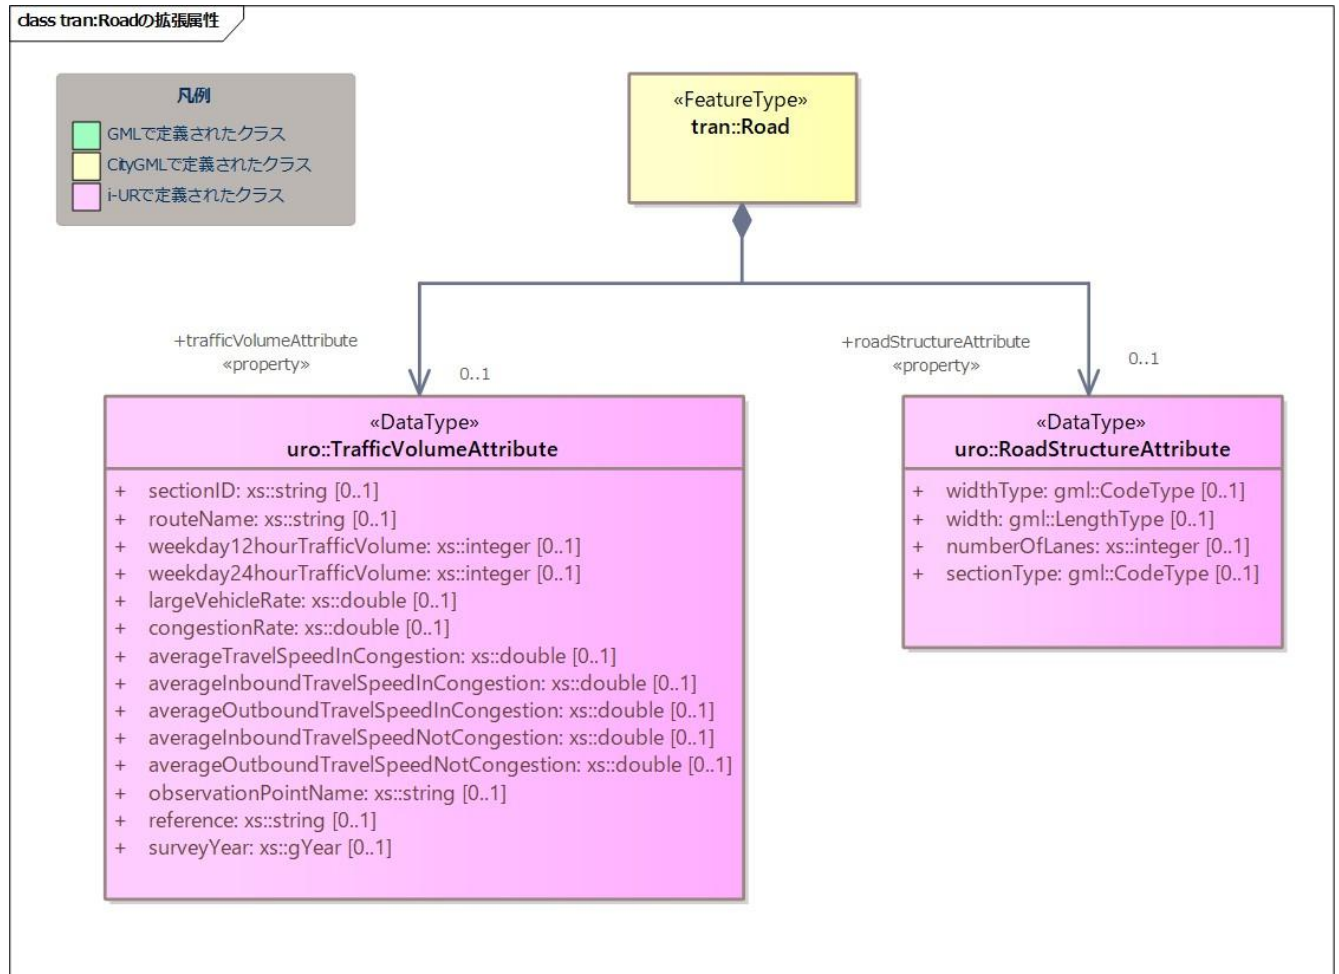 class tran:Roadの拡張属性
凡例
GMLで定義されたクラス
CityGMLで定義されたクラス
i-URで定義されたクラス
«FeatureType»
tran::Road
+trafficVolumeAttribute
«property»
0..1
+roadStructureAttribute
«property»
0..1
«DataType»
uro::TrafficVolumeAttribute
+ sectionID: xs::string [0..1]
+ routeName: xs::string [0..1]
+ weekday12hourTrafficVolume: xs::integer [0..1]
+ weekday24hourTrafficVolume: xs::integer [0..1]
+ largeVehicleRate: xs::double [0..1]
+ congestionRate: xs::double [0..1]
+ averageTravelSpeedInCongestion: xs::double [0..1]
+ averageInboundTravelSpeedInCongestion: xs::double [0..1]
+ averageOutboundTravelSpeedInCongestion: xs::double [0..1]
+ averageInboundTravelSpeedNotCongestion: xs::double [0..1]
+ averageOutboundTravelSpeedNotCongestion: xs::double [0..1]
+ observationPointName: xs::string [0..1]
+ reference: xs::string [0..1]
+ surveyYear: xs::gYear [0..1]
«DataType»
uro::RoadStructureAttribute
+ widthType: gml::CodeType [0..1]
+ width: gml::LengthType [0..1]
+ numberOfLanes: xs::integer [0..1]
+ sectionType: gml::CodeType [0..1]